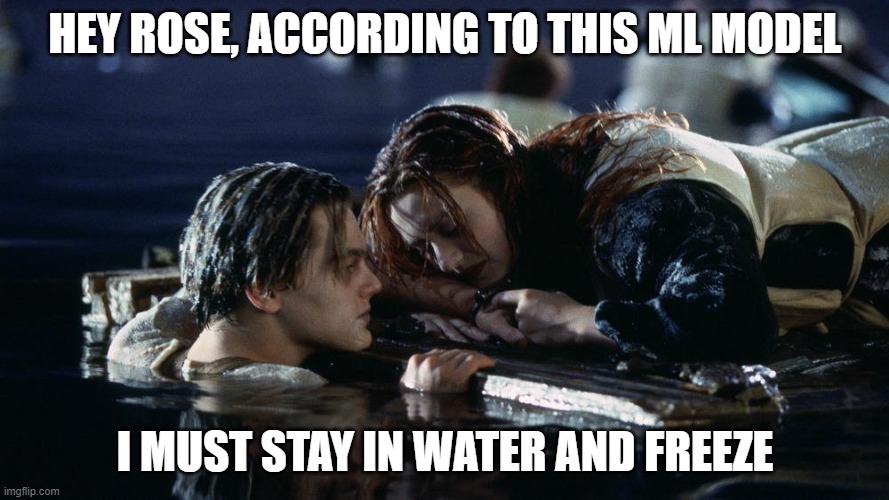 HEY ROSE, ACCORDING TO THIS ML MODEL
I MUST STAY IN WATER AND FREEZE
imgflip.com